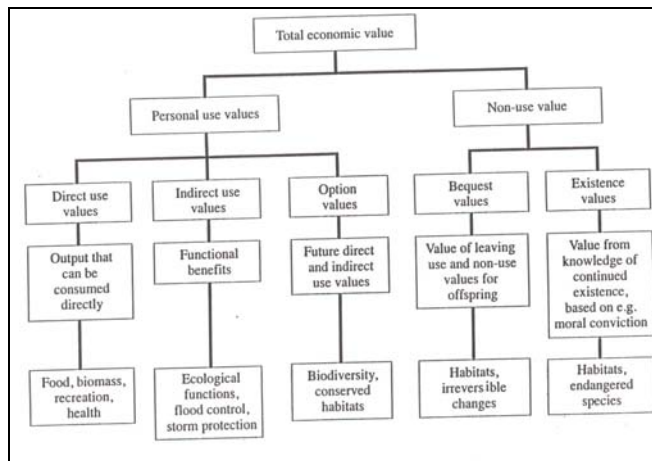 Total economic value
Personal use values
Non-use value
Direct use
values
Indirect use
values
Option
values
Bequest
values
Existence
values
Output that
can be
consumed
directly
Functional
benefits
Future direct
and indirect
use values
Value of leaving
use and non-use
values for
offspring
Value from
knowledge of
continued
existence,
based on e.g.
moral conviction
Food, biomass,
recreation,
health
Ecological
functions,
flood control,
storm protection
Biodiversity,
conserved
habitats
Habitats,
irreversible
changes
Habitats,
endangered
species